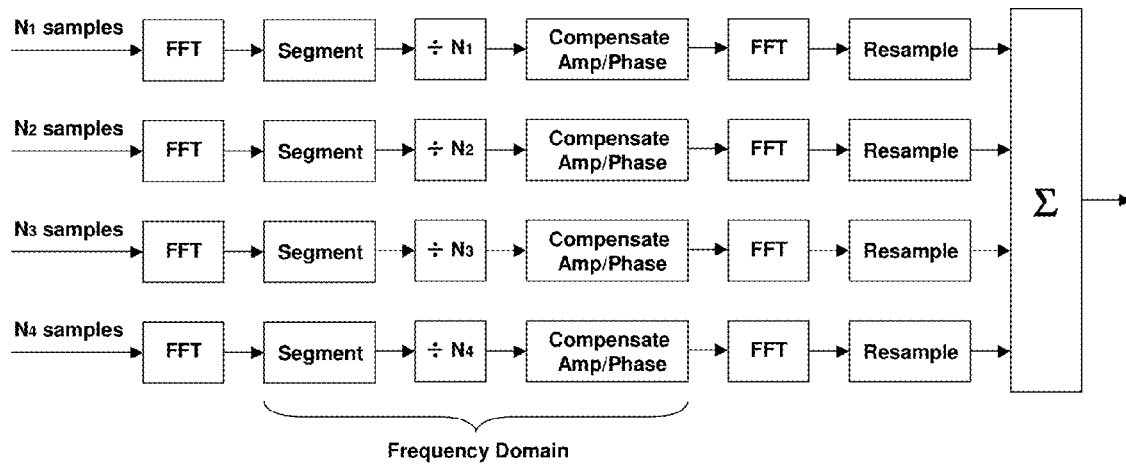 N1 samples
FFT
Segment
÷ N1
Compensate
Amp/Phase
FFT
Resample
N2 samples
FFT
Segment
÷ N2
Compensate
Amp/Phase
FFT
Resample
Σ
N3 samples
FFT
Segment
÷ N3
Compensate
Amp/Phase
FFT
Resample
N4 samples
FFT
Segment
÷ N4
Compensate
Amp/Phase
FFT
Resample
Frequency Domain